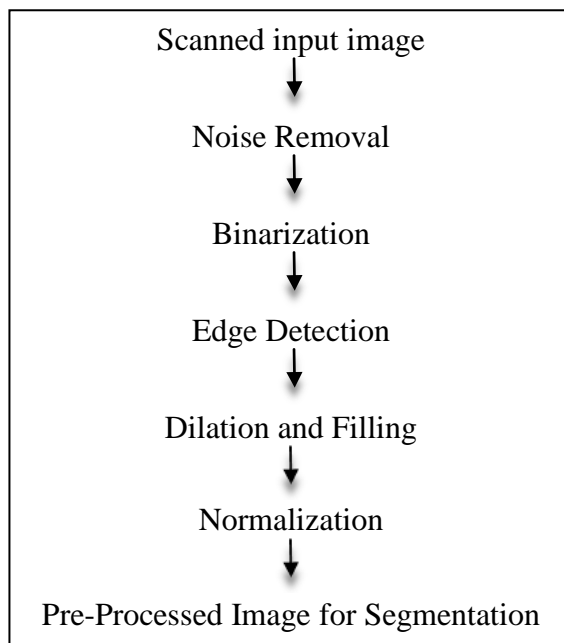 Scanned input image
Noise Removal
Binarization
Edge Detection
Dilation and Filling
Normalization
Pre-Processed Image for Segmentation